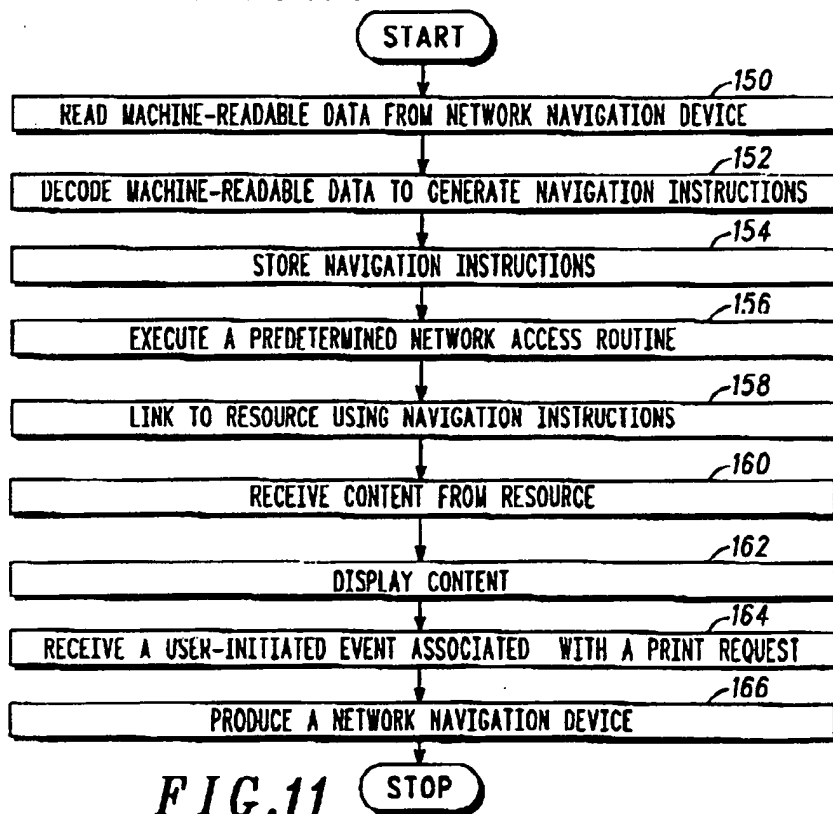 START
150
READ MACHINE-READABLE DATA FROM NETWORK NAVIGATION DEVICE
152
DECODE MACHINE-READABLE DATA TO GENERATE NAVIGATION INSTRUCTIONS
154
STORE NAVIGATION INSTRUCTIONS
156
EXECUTE A PREDETERMINED NETWORK ACCESS ROUTINE
158
LINK TO RESOURCE USING NAVIGATION INSTRUCTIONS
160
RECEIVE CONTENT FROM RESOURCE
162
DISPLAY CONTENT
164
RECEIVE A USER-INITIATED EVENT ASSOCIATED WITH A PRINT REQUEST
166
PRODUCE A NETWORK NAVIGATION DEVICE
STOP
FIG.11